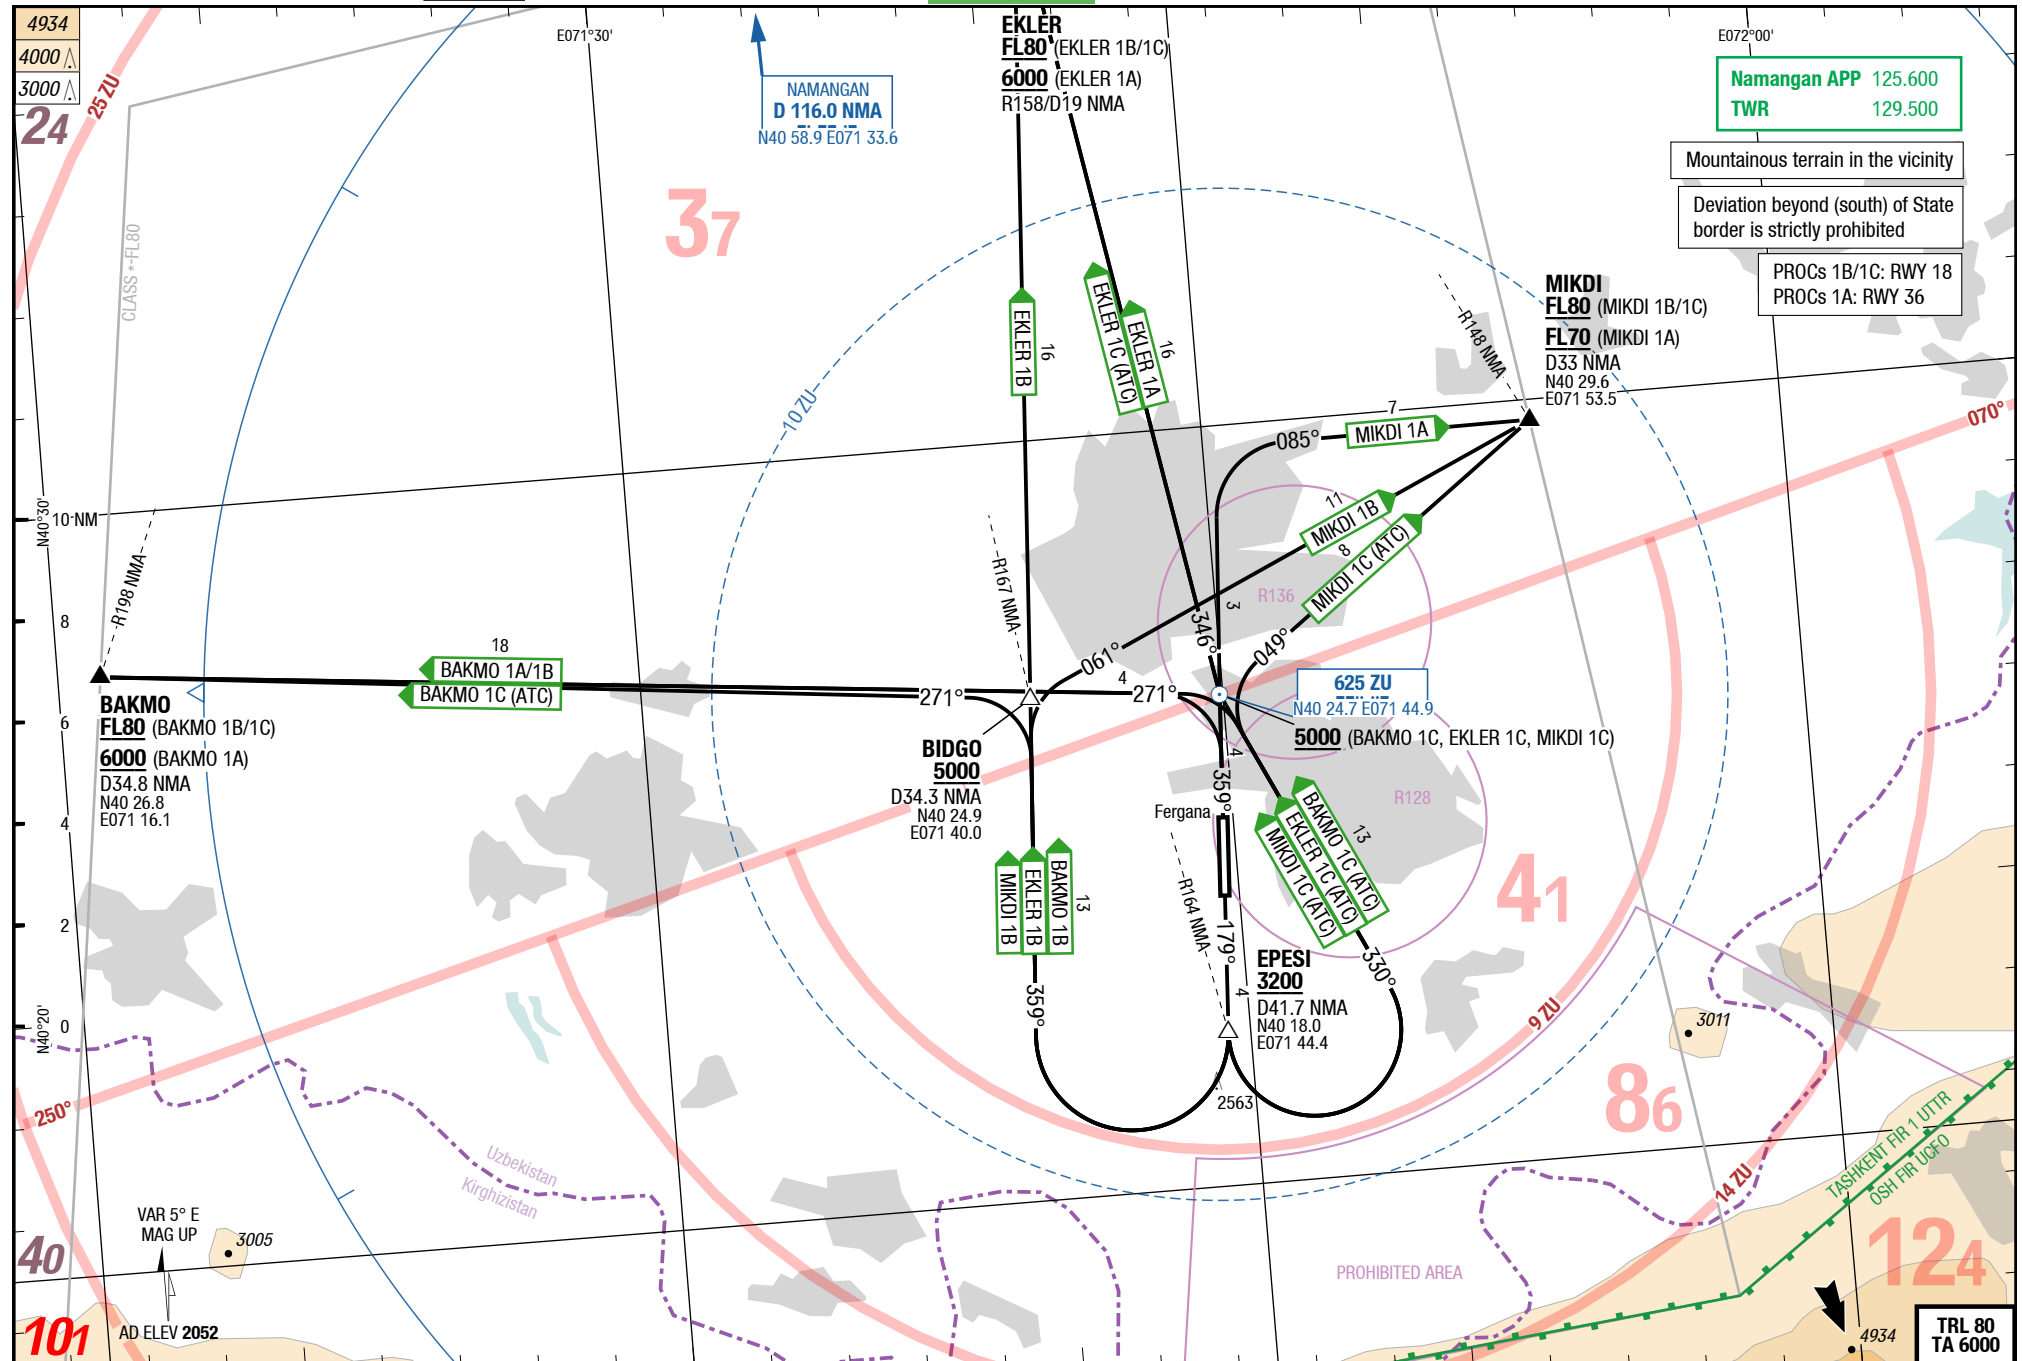 4934
4000
3000
24
25 ZU
CLASS *-FL80
E071°30'
NAMANGAN
D 116.0 NMA
N40 58.9 E071 33.6
37
EKLER
FL80 (EKLER 1B/1C)
6000 (EKLER 1A)
R158/D19 NMA
E072°00'
Namangan APP 125.600
TWR 129.500
Mountainous terrain in the vicinity
Deviation beyond (south) of State
border is strictly prohibited
PROCs 1B/1C: RWY 18
PROCs 1A: RWY 36
MIKDI
FL80 (MIKDI 1B/1C)
FL70 (MIKDI 1A)
D33 NMA
N40 29.6
E071 53.5
R148 NMA
070°
10 ZU
EKLER 1B
16
EKLER 1C (ATC)
EKLER 1A
16
7
085°
MIKDI 1A
11
MIKDI 1B
8
MIKDI 1C (ATC)
R136
3
346°
049°
061°
N40°30'
10 NM
8
6
4
2
0
N40°20'
R198 NMA
R167 NMA
18
BAKMO 1A/1B
BAKMO 1C (ATC)
271°
4
271°
BAKMO
FL80 (BAKMO 1B/1C)
6000 (BAKMO 1A)
D34.8 NMA
N40 26.8
E071 16.1
625 ZU
N40 24.7 E071 44.9
5000 (BAKMO 1C, EKLER 1C, MIKDI 1C)
BIDGO
5000
D34.3 NMA
N40 24.9
E071 40.0
4
359°
Fergana
R128
MIKDI 1B
EKLER 1B
BAKMO 1B
13
MIKDI 1C (ATC)
EKLER 1C (ATC)
BAKMO 1C (ATC)
13
R164 NMA
179°
4
330°
359°
41
EPESI
3200
D41.7 NMA
N40 18.0
E071 44.4
2563
9 ZU
3011
86
250°
Uzbekistan
Kirghizistan
VAR 5° E
MAG UP
3005
40
101
AD ELEV 2052
PROHIBITED AREA
14 ZU
TASHKENT FIR 1 UTTR
OSH FIR UCFO
124
4934
TRL 80
TA 6000